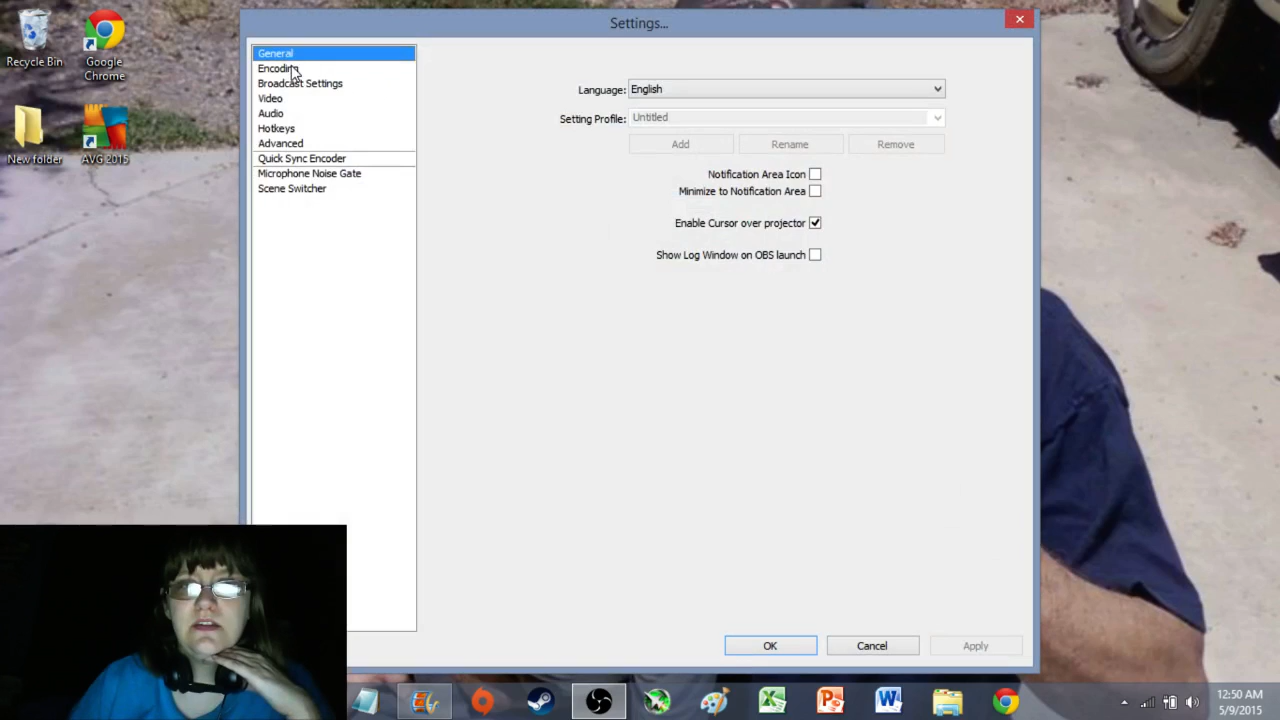 Settings...
Recycle Bin
Google Chrome
New folder
AVG 2015
General
Encoding
Broadcast Settings
Video
Audio
Hotkeys
Advanced
Quick Sync Encoder
Microphone Noise Gate
Scene Switcher
Language: English
Setting Profile: Untitled
Add Rename Remove
Notification Area Icon
Minimize to Notification Area
Enable Cursor over projector
Show Log Window on OBS launch
OK Cancel Apply
12:50 AM
5/9/2015